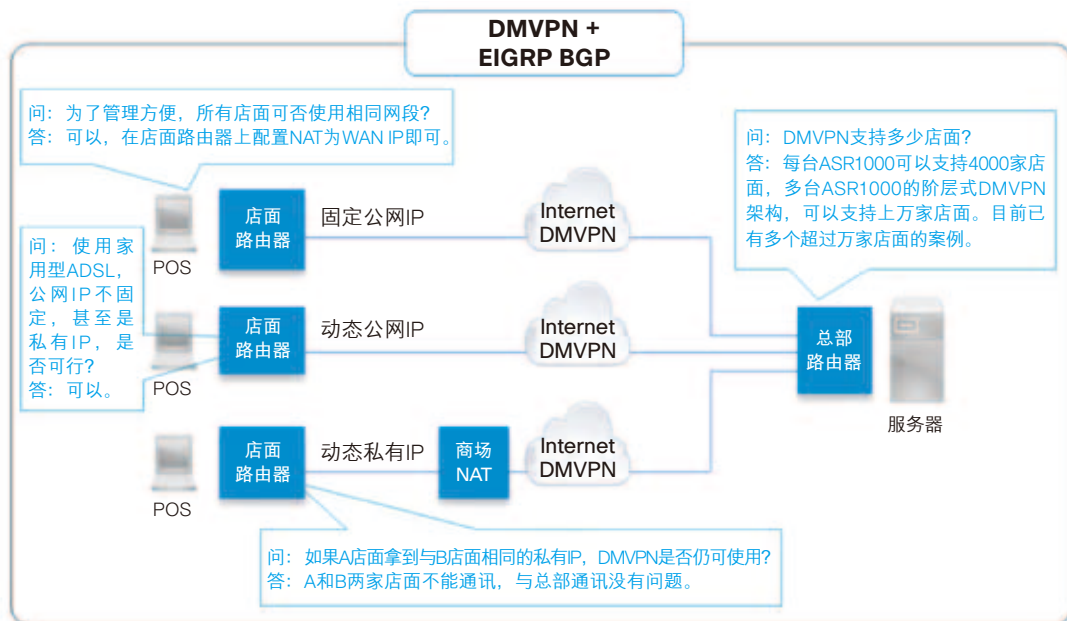 DMVPN +
EIGRP BGP
问：为了管理方便，所有店面可否使用相同网段？
答：可以，在店面路由器上配置NAT为WAN IP即可。
问：DMVPN支持多少店面？
答：每台ASR1000可以支持4000家店
面，多台ASR1000的阶层式DMVPN
架构，可以支持上万家店面。目前已
有多个超过万家店面的案例。
POS
店面
路由器
固定公网IP
Internet
DMVPN
问：使用家
用型ADSL，
公网IP不固
定，甚至是
私有IP，是
否可行？
答：可以。
POS
店面
路由器
动态公网IP
Internet
DMVPN
总部
路由器
服务器
POS
店面
路由器
动态私有IP
商场
NAT
Internet
DMVPN
问：如果A店面拿到与B店面相同的私有IP，DMVPN是否仍可使用？
答：A和B两家店面不能通讯，与总部通讯没有问题。